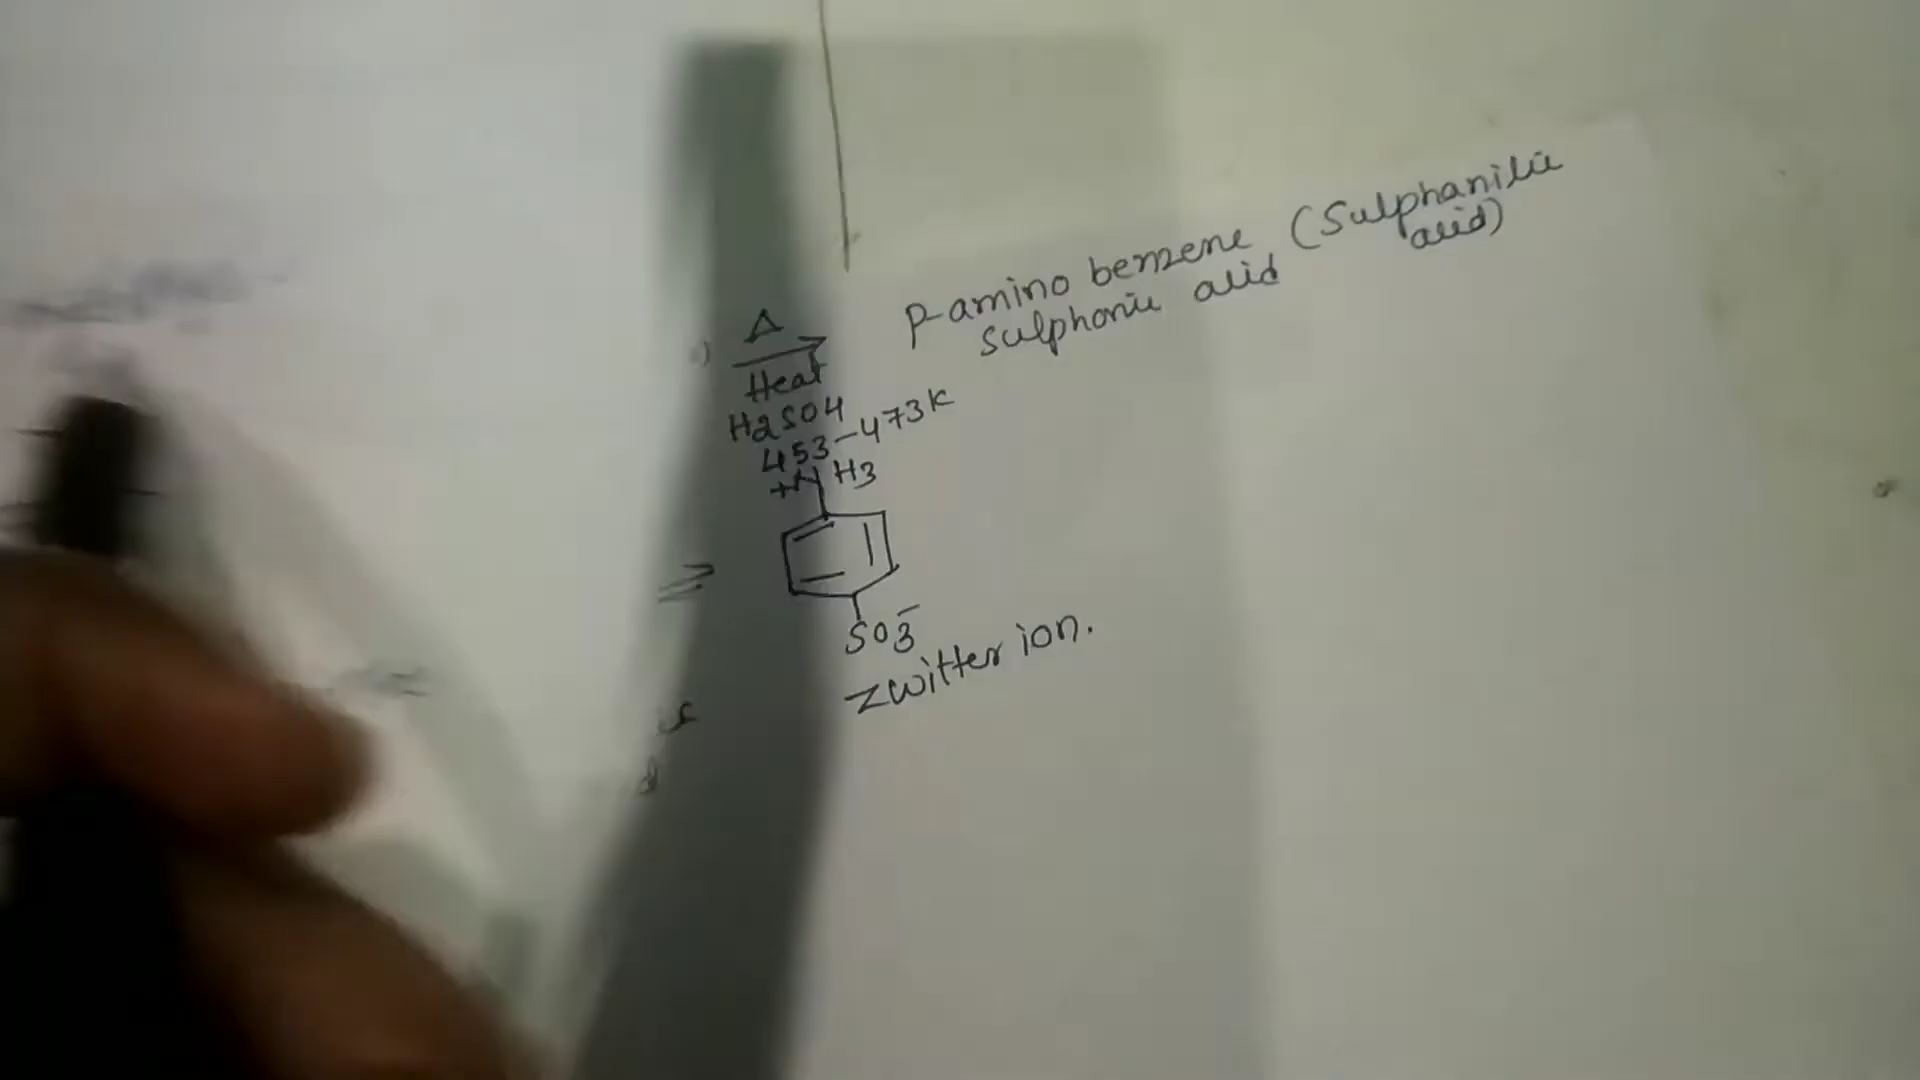 P-amino benzene (Sulphanilic
sulphonic acid acid)
Δ
Heat
H2SO4
453-473K
+NH3
SO3-
Zwitter ion.